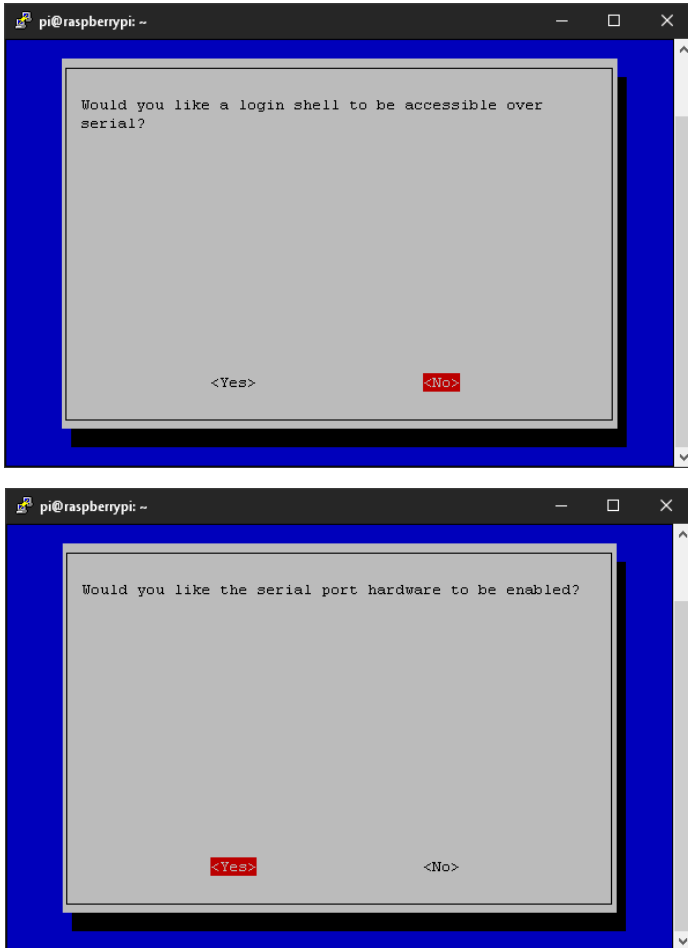 pi@raspberrypi: ~
Would you like a login shell to be accessible over
serial?
<Yes> <No>
pi@raspberrypi: ~
Would you like the serial port hardware to be enabled?
<Yes> <No>